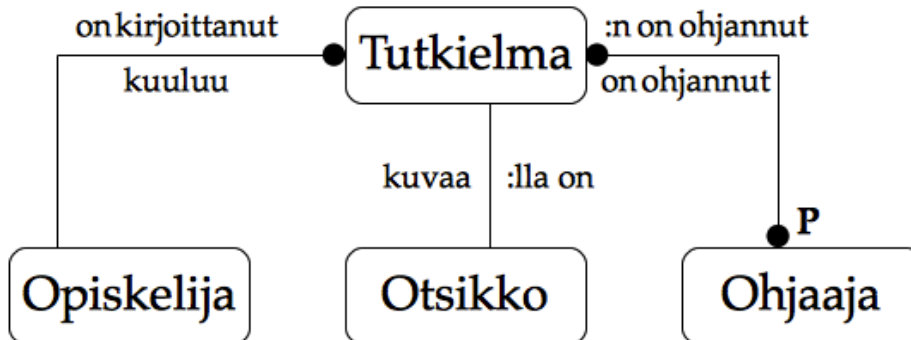 on kirjoittanut
kuuluu
Tutkielma
:n on ohjannut
on ohjannut
kuvaa
:lla on
P
Opiskelija
Otsikko
Ohjaaja